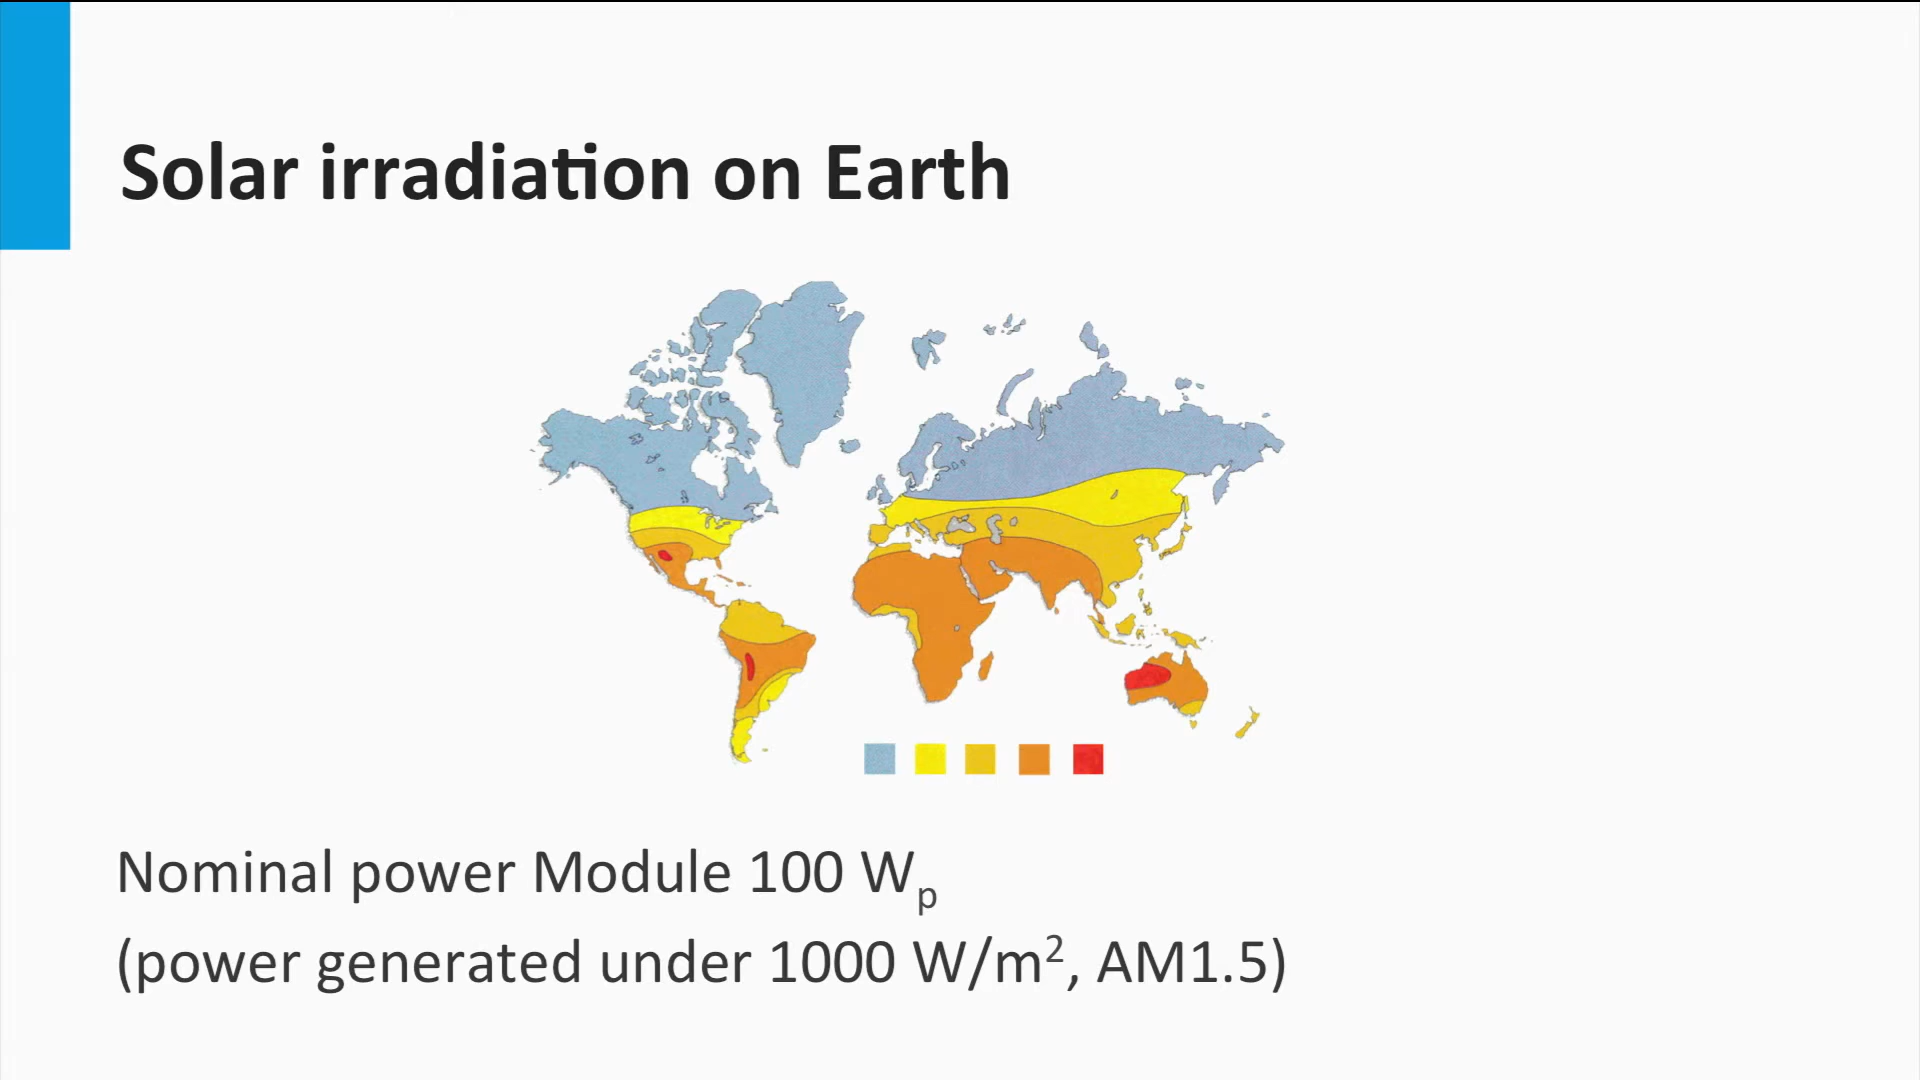 Solar irradiation on Earth
Nominal power Module 100 Wₚ
(power generated under 1000 W/m², AM1.5)